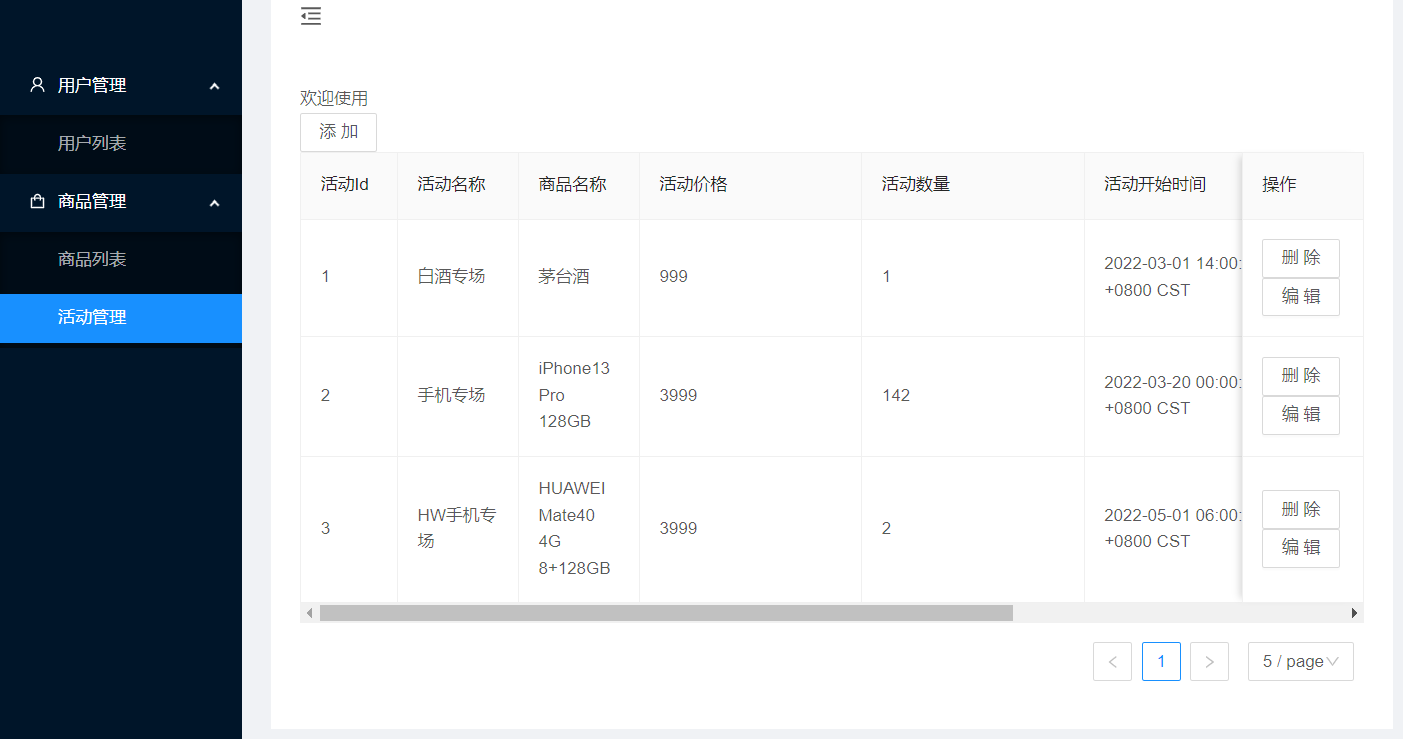 用户管理
用户列表
商品管理
商品列表
活动管理
欢迎使用
添 加
活动Id 活动名称 商品名称 活动价格 活动数量 活动开始时间 操作
1 白酒专场 茅台酒 999 1 2022-03-01 14:00:
+0800 CST
删 除
编 辑
2 手机专场 iPhone13
Pro
128GB
3999 142 2022-03-20 00:00:
+0800 CST
删 除
编 辑
3 HW手机专
场
HUAWEI
Mate40
4G
8+128GB
3999 2 2022-05-01 06:00:
+0800 CST
删 除
编 辑
1 5 / page